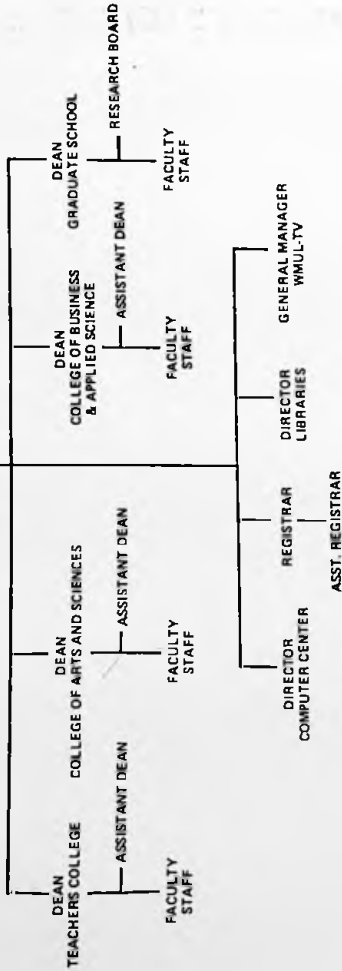 DEAN
TEACHERS COLLEGE
ASSISTANT DEAN
FACULTY
STAFF
DEAN
COLLEGE OF ARTS AND SCIENCES
ASSISTANT DEAN
FACULTY
STAFF
DEAN
COLLEGE OF BUSINESS
& APPLIED SCIENCE
ASSISTANT DEAN
FACULTY
STAFF
DEAN
GRADUATE SCHOOL
RESEARCH BOARD
FACULTY
STAFF
DIRECTOR
COMPUTER CENTER
REGISTRAR
ASST. REGISTRAR
DIRECTOR
LIBRARIES
GENERAL MANAGER
WMUL-TV